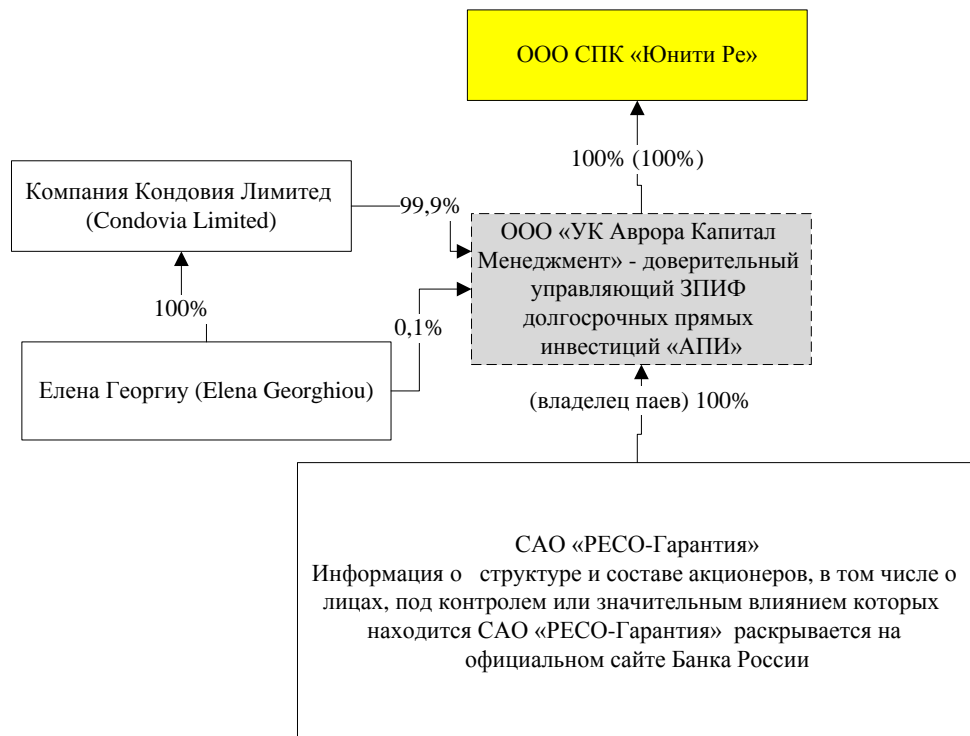 ООО СПК «Юнити Ре»
100% (100%)
Компания Кондовия Лимитед
(Condovia Limited)
99,9%
ООО «УК Аврора Капитал
Менеджмент» - доверительный
управляющий ЗПИФ
долгосрочных прямых
инвестиций «АПИ»
100%
0,1%
Елена Георгиу (Elena Georghiou)
(владелец паев) 100%
САО «РЕСО-Гарантия»
Информация о структуре и составе акционеров, в том числе о
лицах, под контролем или значительным влиянием которых
находится САО «РЕСО-Гарантия» раскрывается на
официальном сайте Банка России